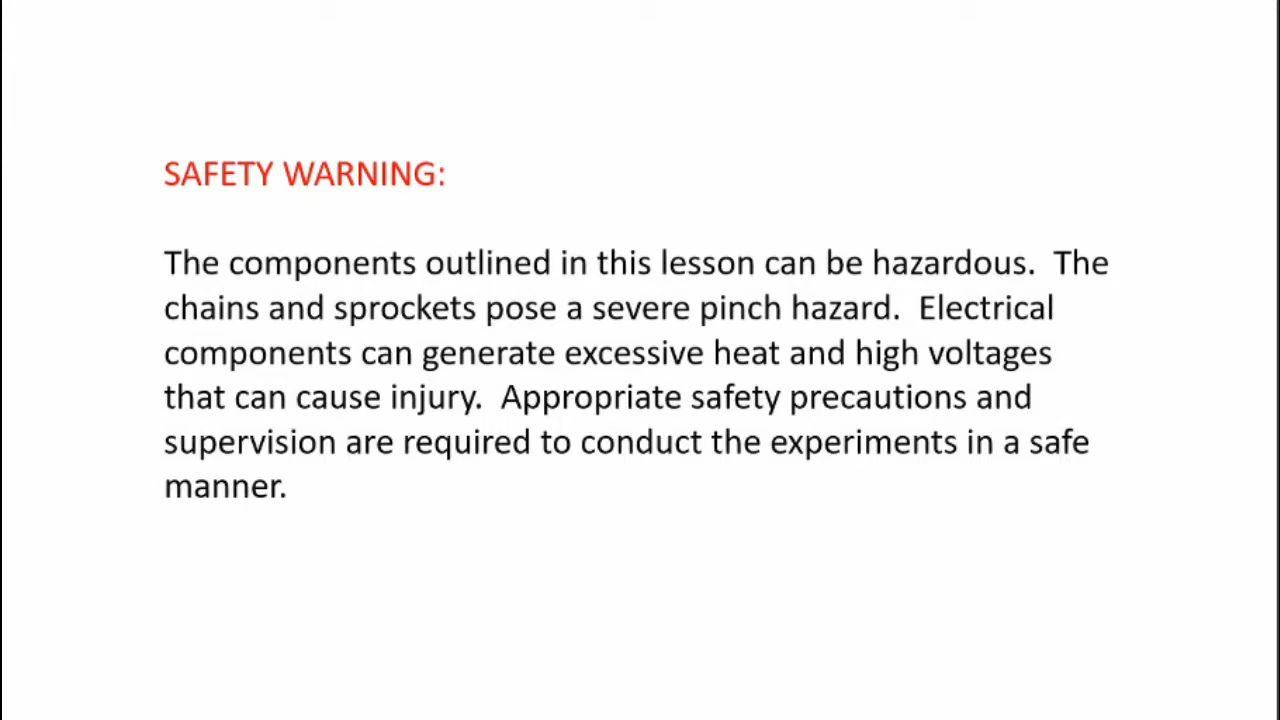 SAFETY WARNING:
The components outlined in this lesson can be hazardous.  The
chains and sprockets pose a severe pinch hazard.  Electrical
components can generate excessive heat and high voltages
that can cause injury.  Appropriate safety precautions and
supervision are required to conduct the experiments in a safe
manner.